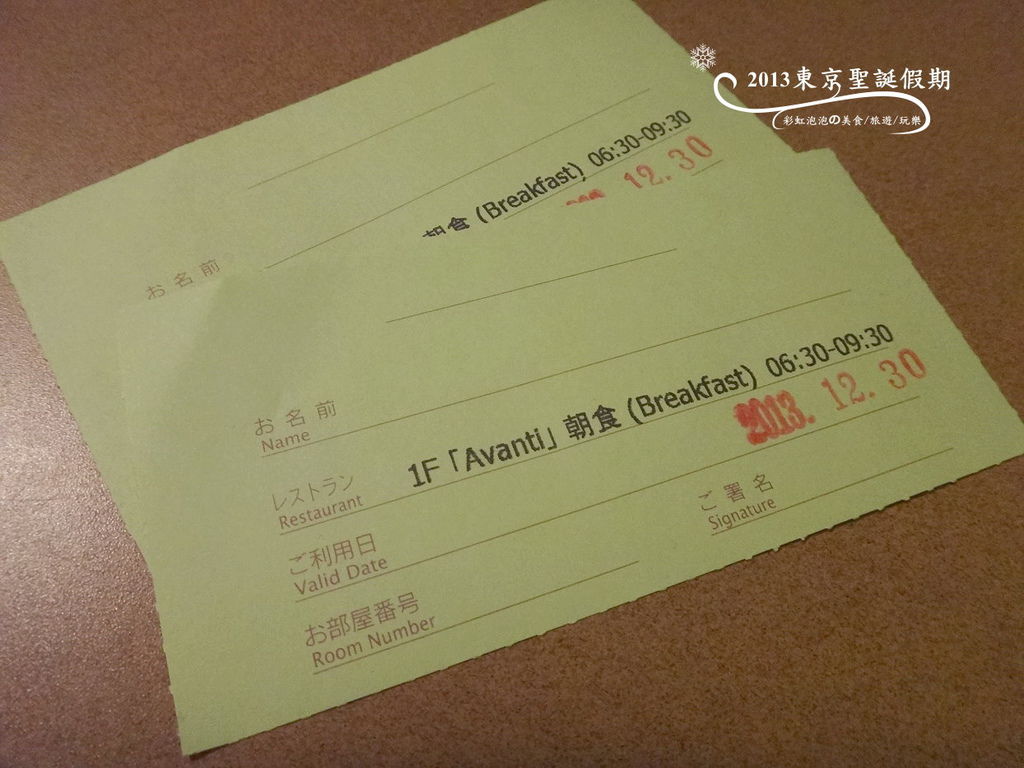 2013東京聖誕假期
彩虹泡泡の美食/旅遊/玩樂
朝食 (Breakfast) 06:30-09:30
12.30
お名前
お名前
Name
レストラン
Restaurant
1F「Avanti」朝食 (Breakfast) 06:30-09:30
ご利用日
Valid Date
2013.12.30
お部屋番号
Room Number
ご署名
Signature